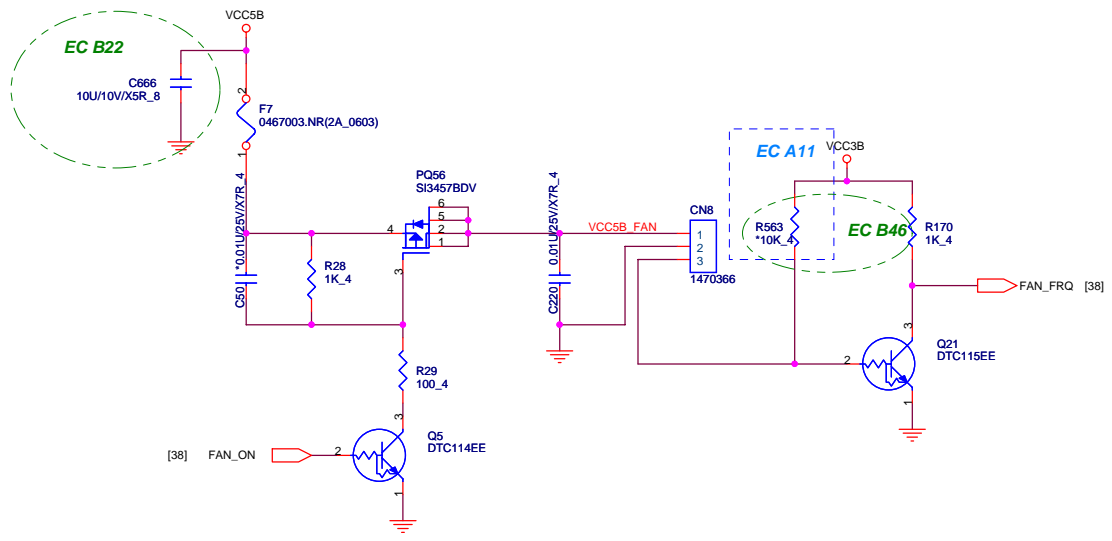 VCC5B
EC B22
C666
10U/10V/X5R_8
2
F7
0467003.NR(2A_0603)
1
EC A11
VCC3B
PQ56
SI3457BDV
*0.01U/25V/X7R_4
C50
4
6
5
2
1
3
R28
1K_4
0.01U/25V/X7R_4
C220
VCC5B_FAN
CN8
1
2
3
1470366
R563
*10K_4
EC B46
R170
1K_4
FAN_FRQ [38]
R29
100_4
3
Q21
DTC115EE
2
1
3
Q5
DTC114EE
[38] FAN_ON
2
1